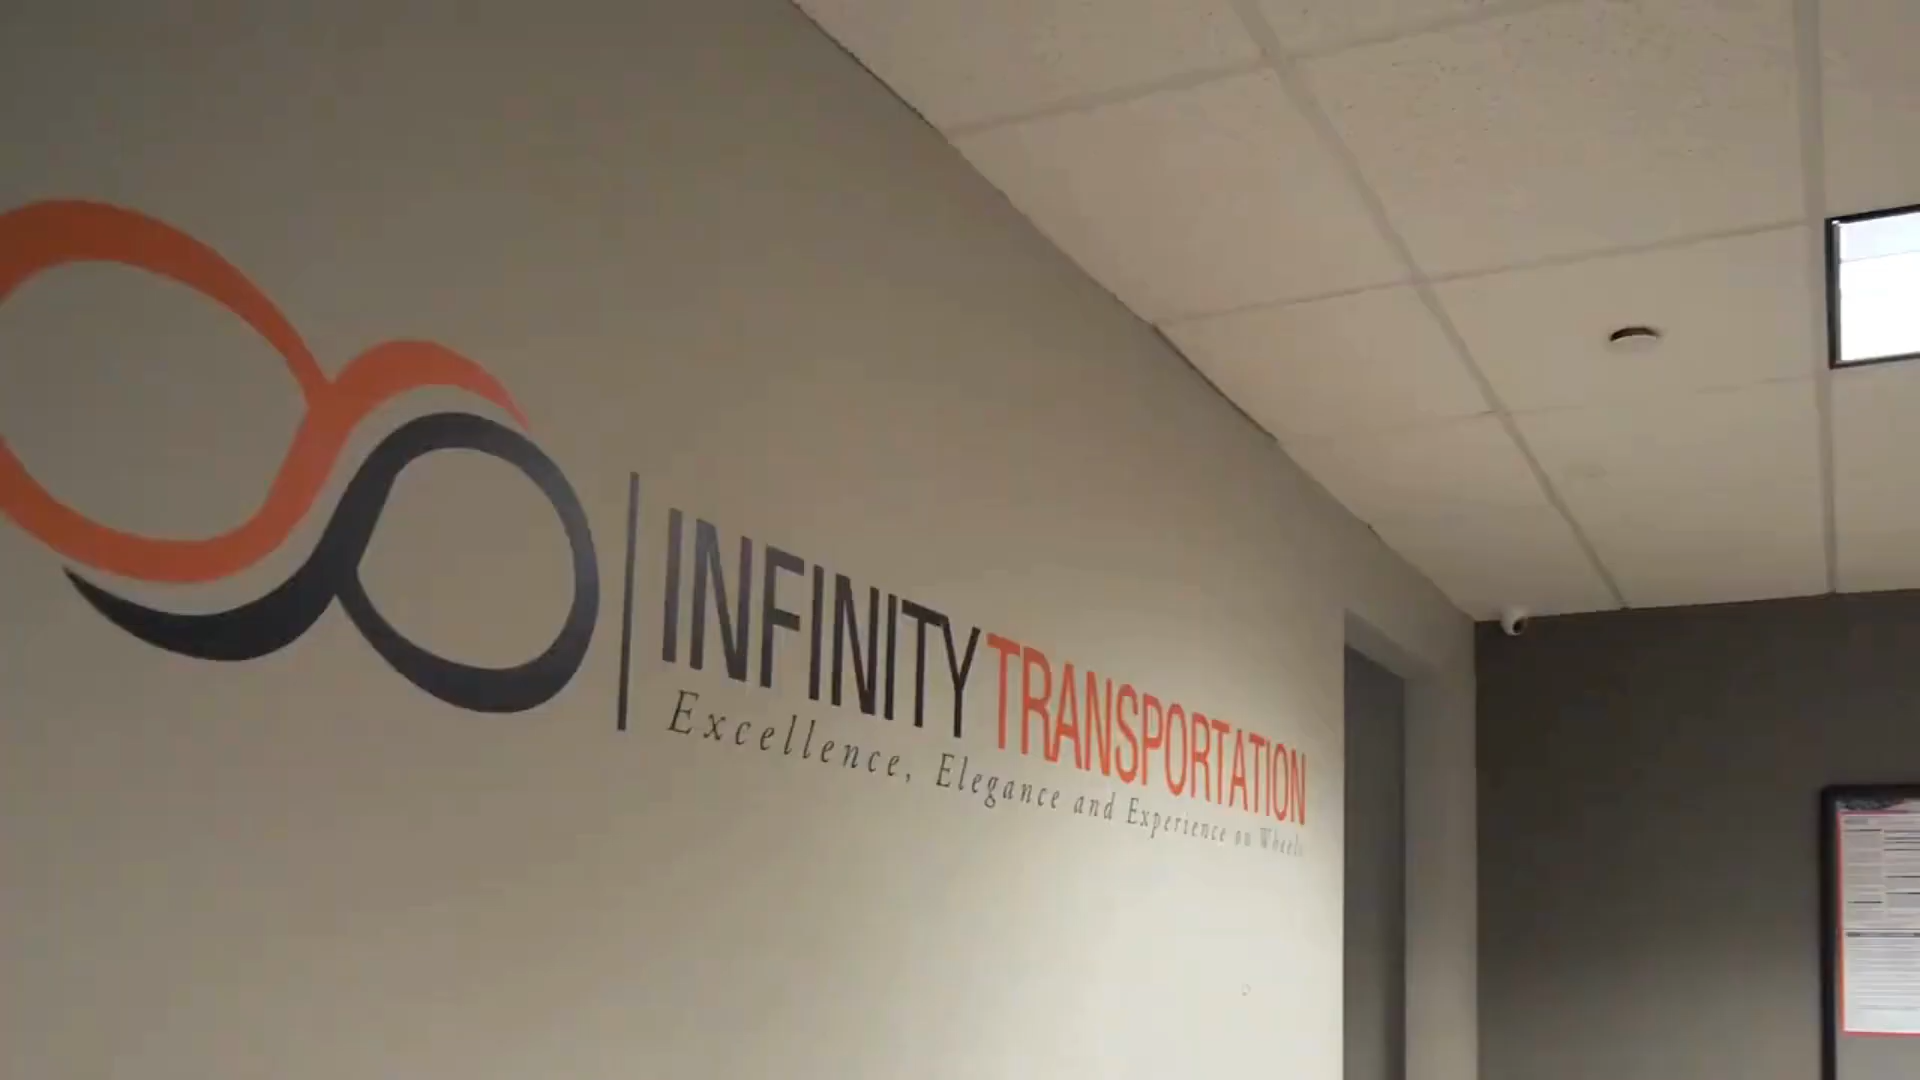 INFINITY TRANSPORTATION
Excellence, Elegance and Experience on Wheels